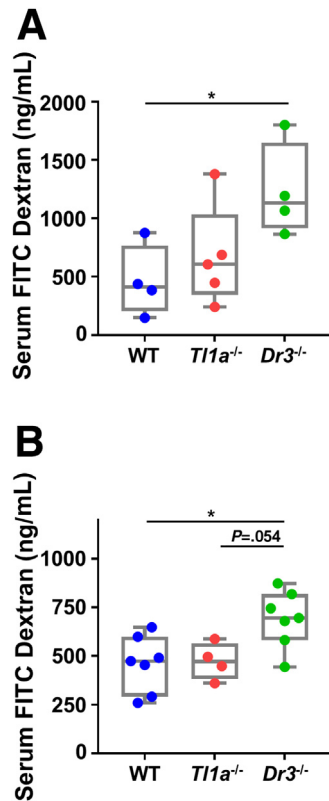 A
Serum FITC Dextran (ng/mL)
2000
1500
1000
500
0
*
WT
Tl1a-/-
Dr3-/-
B
Serum FITC Dextran (ng/mL)
1000
750
500
250
0
*
P=.054
WT
Tl1a-/-
Dr3-/-